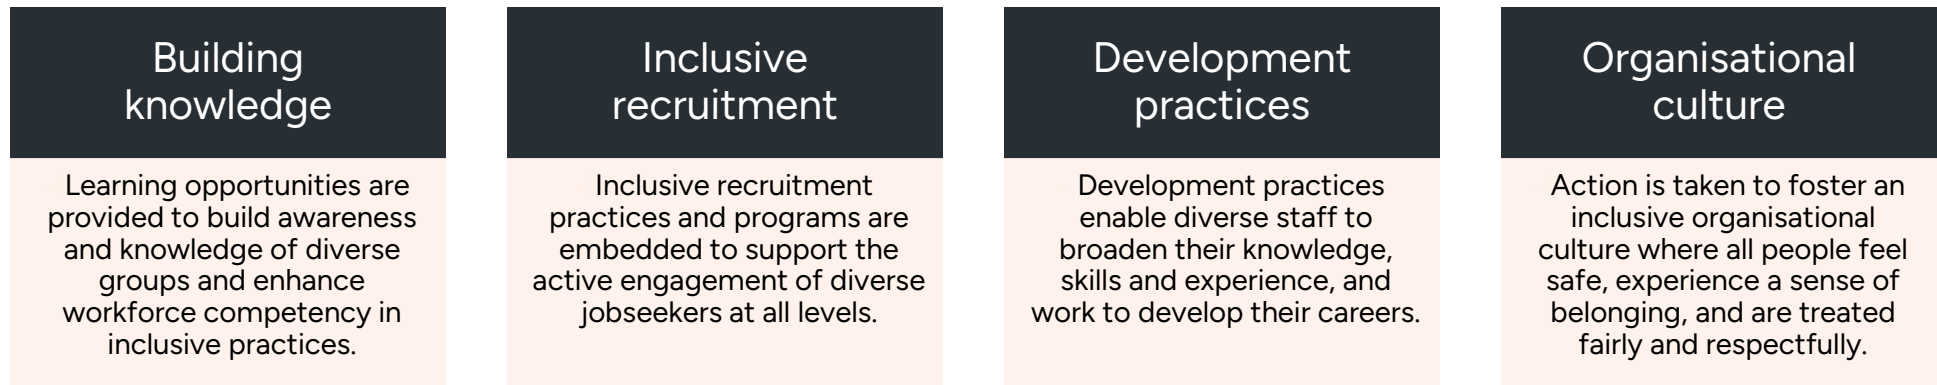 Building
knowledge
Learning opportunities are
provided to build awareness
and knowledge of diverse
groups and enhance
workforce competency in
inclusive practices.
Inclusive
recruitment
Inclusive recruitment
practices and programs are
embedded to support the
active engagement of diverse
jobseekers at all levels.
Development
practices
Development practices
enable diverse staff to
broaden their knowledge,
skills and experience, and
work to develop their careers.
Organisational
culture
Action is taken to foster an
inclusive organisational
culture where all people feel
safe, experience a sense of
belonging, and are treated
fairly and respectfully.